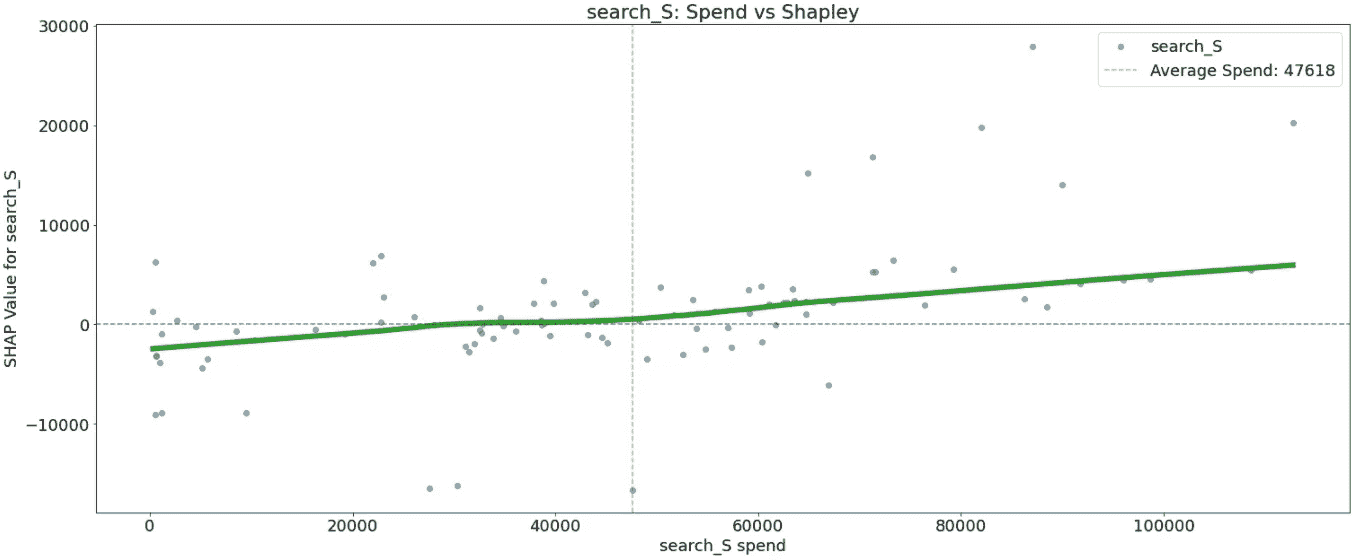 search_S: Spend vs Shapley
search_S
Average Spend: 47618
SHAP Value for search_S
30000
20000
10000
0
−10000
0 20000 40000 60000 80000 100000
search_S spend